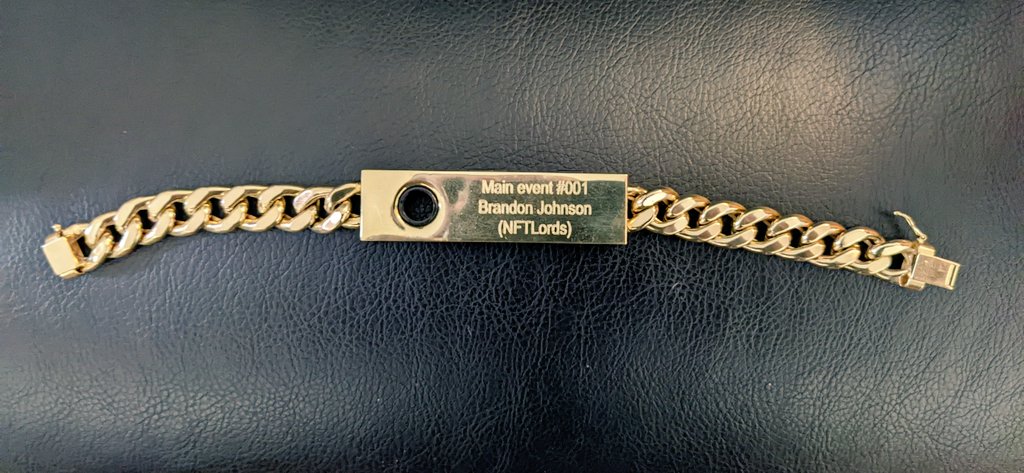 Main event #001
Brandon Johnson
(NFTLords)